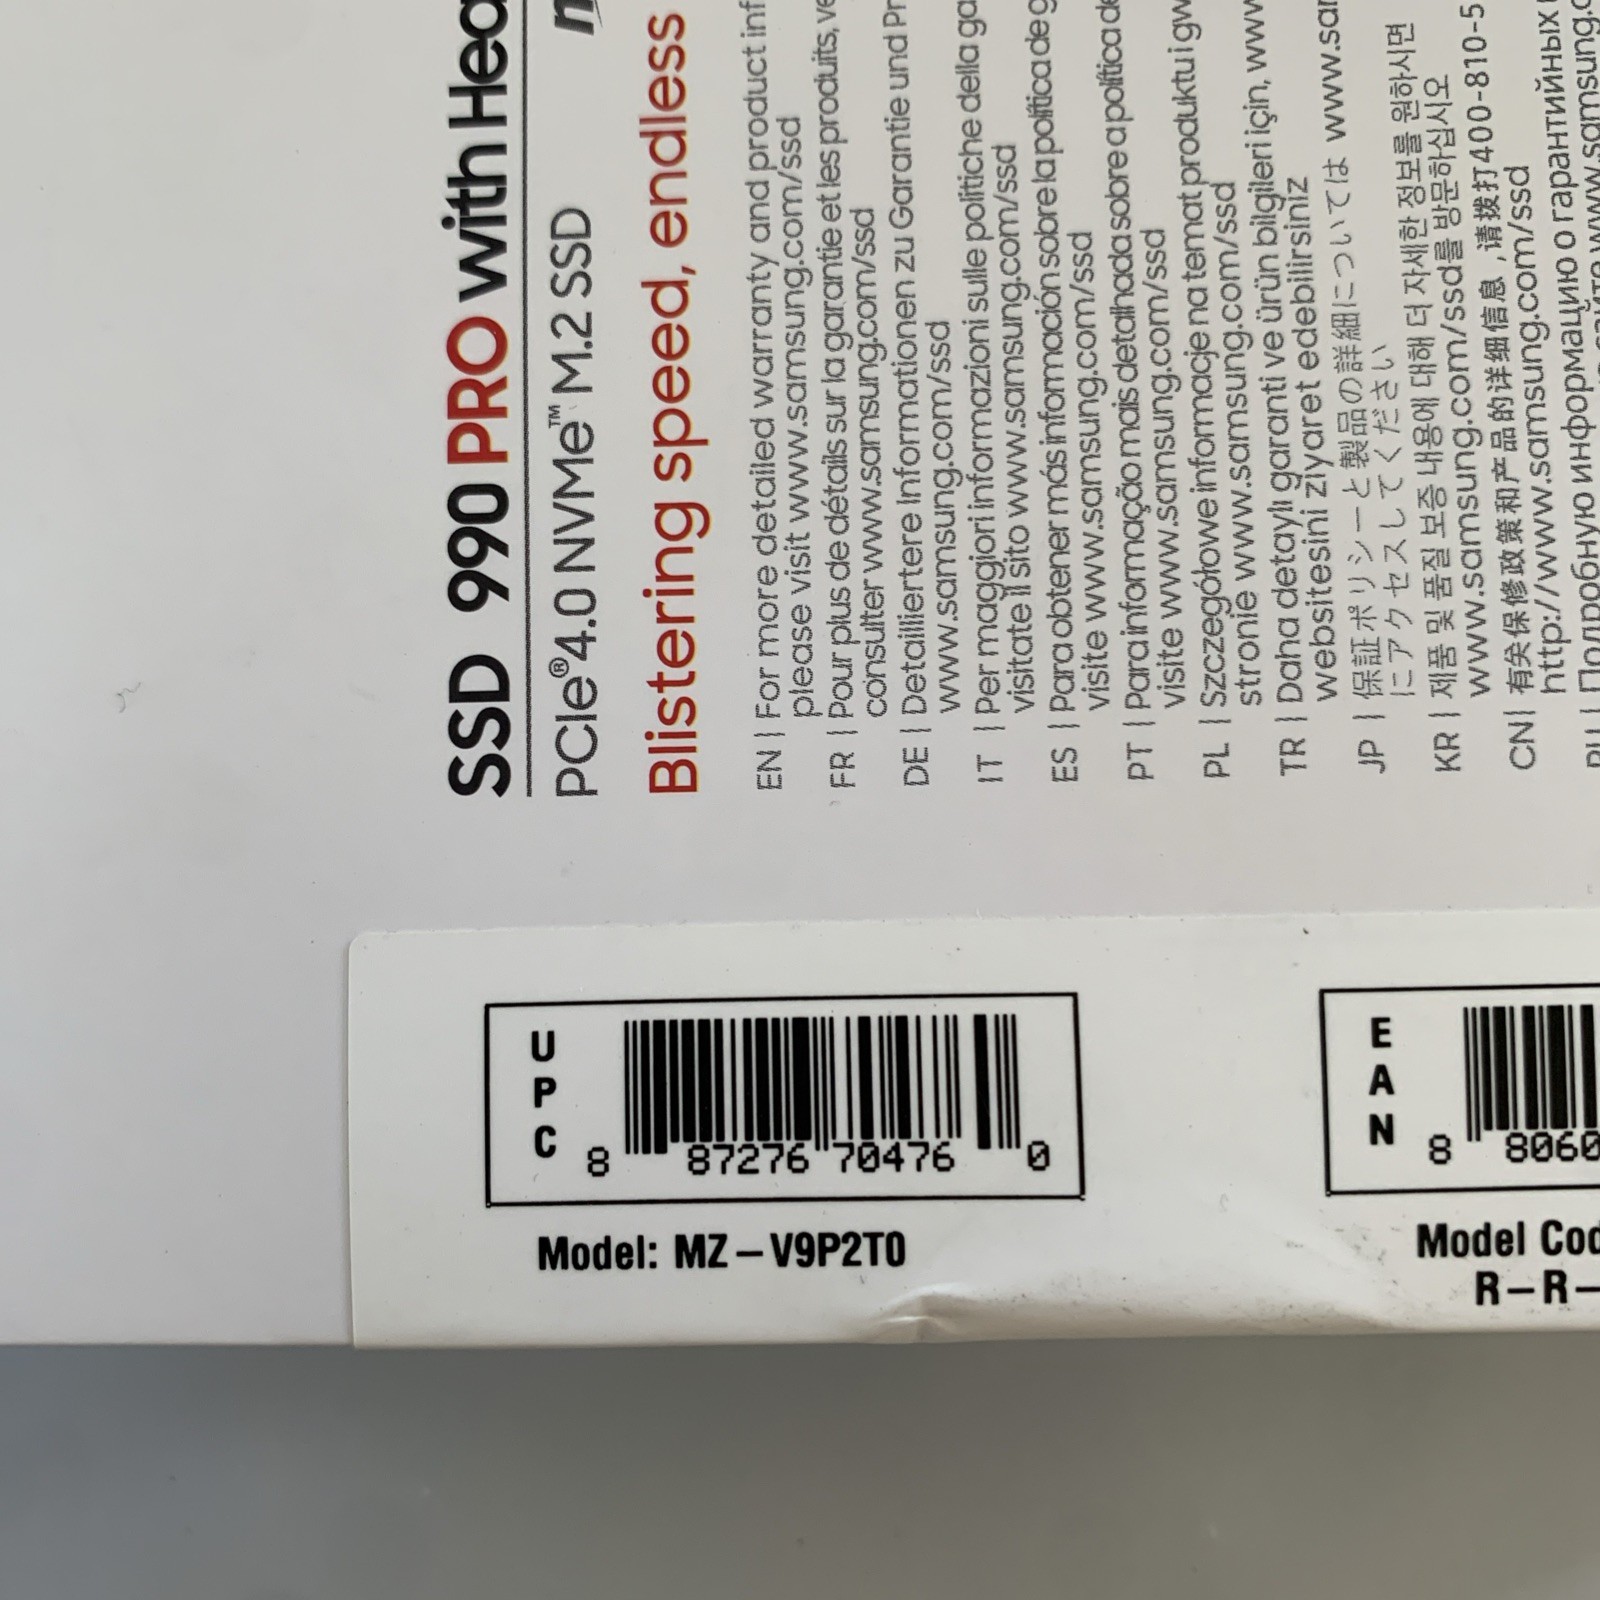 SSD 990 PRO with Hea
PCIe® 4.0 NVMe™ M.2 SSD
Blistering speed, endless
EN | For more detailed warranty and product inf
please visit www.samsung.com/ssd
FR | Pour plus de détails sur la garantie et les produits, ve
consulter www.samsung.com/ssd
DE | Detailliertere Informationen zu Garantie und Pr
www.samsung.com/ssd
IT | Per maggiori informazioni sulle politiche della ga
visitate il sito www.samsung.com/ssd
ES | Para obtener más información sobre la política de g
visite www.samsung.com/ssd
PT | Para informação mais detalhada sobre a política de
visite www.samsung.com/ssd
PL | Szczegółowe informacje na temat produktu i gw
stronie www.samsung.com/ssd
TR | Daha detaylı garanti ve ürün bilgileri için, www
websitesini ziyaret edebilirsiniz
JP | 保証ポリシーと製品の詳細については www.sam
にアクセスしてください
KR | 제품 및 품질 보증 내용에 대해 더 자세한 정보를 원하시면
www.samsung.com/ssd를 방문하십시오
CN | 有关保修政策和产品的详细信息，请拨打400-810-5
http://www.samsung.com/ssd
RU | Подробную информацию о гарантийных
www.samsung.c
UPC
8 87276 70476 0
Model: MZ-V9P2T0
EAN
8 8060
Model Cod
R-R-